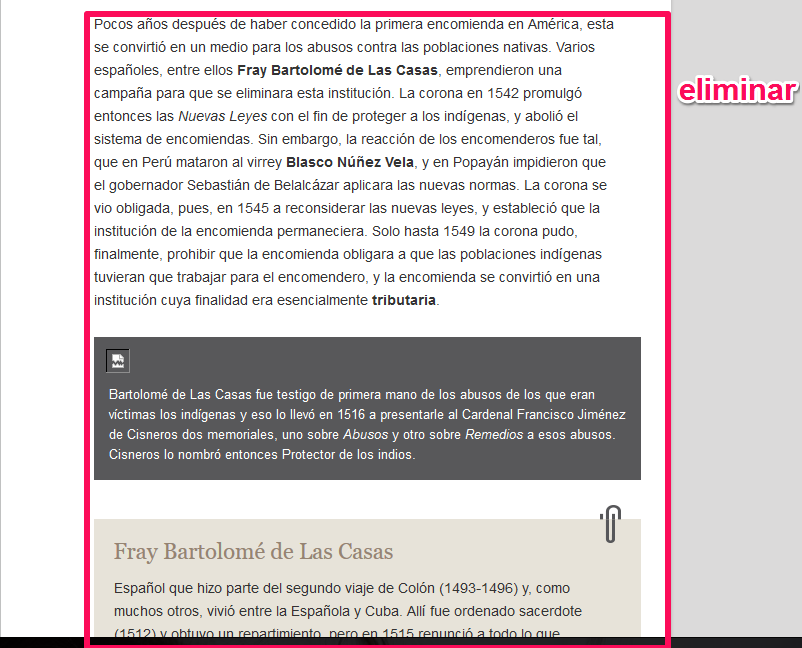 Pocos años después de haber concedido la primera encomienda en América, esta
se convirtió en un medio para los abusos contra las poblaciones nativas. Varios
españoles, entre ellos Fray Bartolomé de Las Casas, emprendieron una
campaña para que se eliminara esta institución. La corona en 1542 promulgó
entonces las Nuevas Leyes con el fin de proteger a los indígenas, y abolió el
sistema de encomiendas. Sin embargo, la reacción de los encomenderos fue tal,
que en Perú mataron al virrey Blasco Núñez Vela, y en Popayán impidieron que
el gobernador Sebastián de Belalcázar aplicara las nuevas normas. La corona se
vio obligada, pues, en 1545 a reconsiderar las nuevas leyes, y estableció que la
institución de la encomienda permaneciera. Solo hasta 1549 la corona pudo,
finalmente, prohibir que la encomienda obligara a que las poblaciones indígenas
tuvieran que trabajar para el encomendero, y la encomienda se convirtió en una
institución cuya finalidad era esencialmente tributaria.
eliminar
Bartolomé de Las Casas fue testigo de primera mano de los abusos de los que eran
víctimas los indígenas y eso lo llevó en 1516 a presentarle al Cardenal Francisco Jiménez
de Cisneros dos memoriales, uno sobre Abusos y otro sobre Remedios a esos abusos.
Cisneros lo nombró entonces Protector de los indios.
Fray Bartolomé de Las Casas
Español que hizo parte del segundo viaje de Colón (1493-1496) y, como
muchos otros, vivió entre la Española y Cuba. Allí fue ordenado sacerdote
(1512) y obtuvo un repartimiento, pero en 1515 renunció a todo lo que